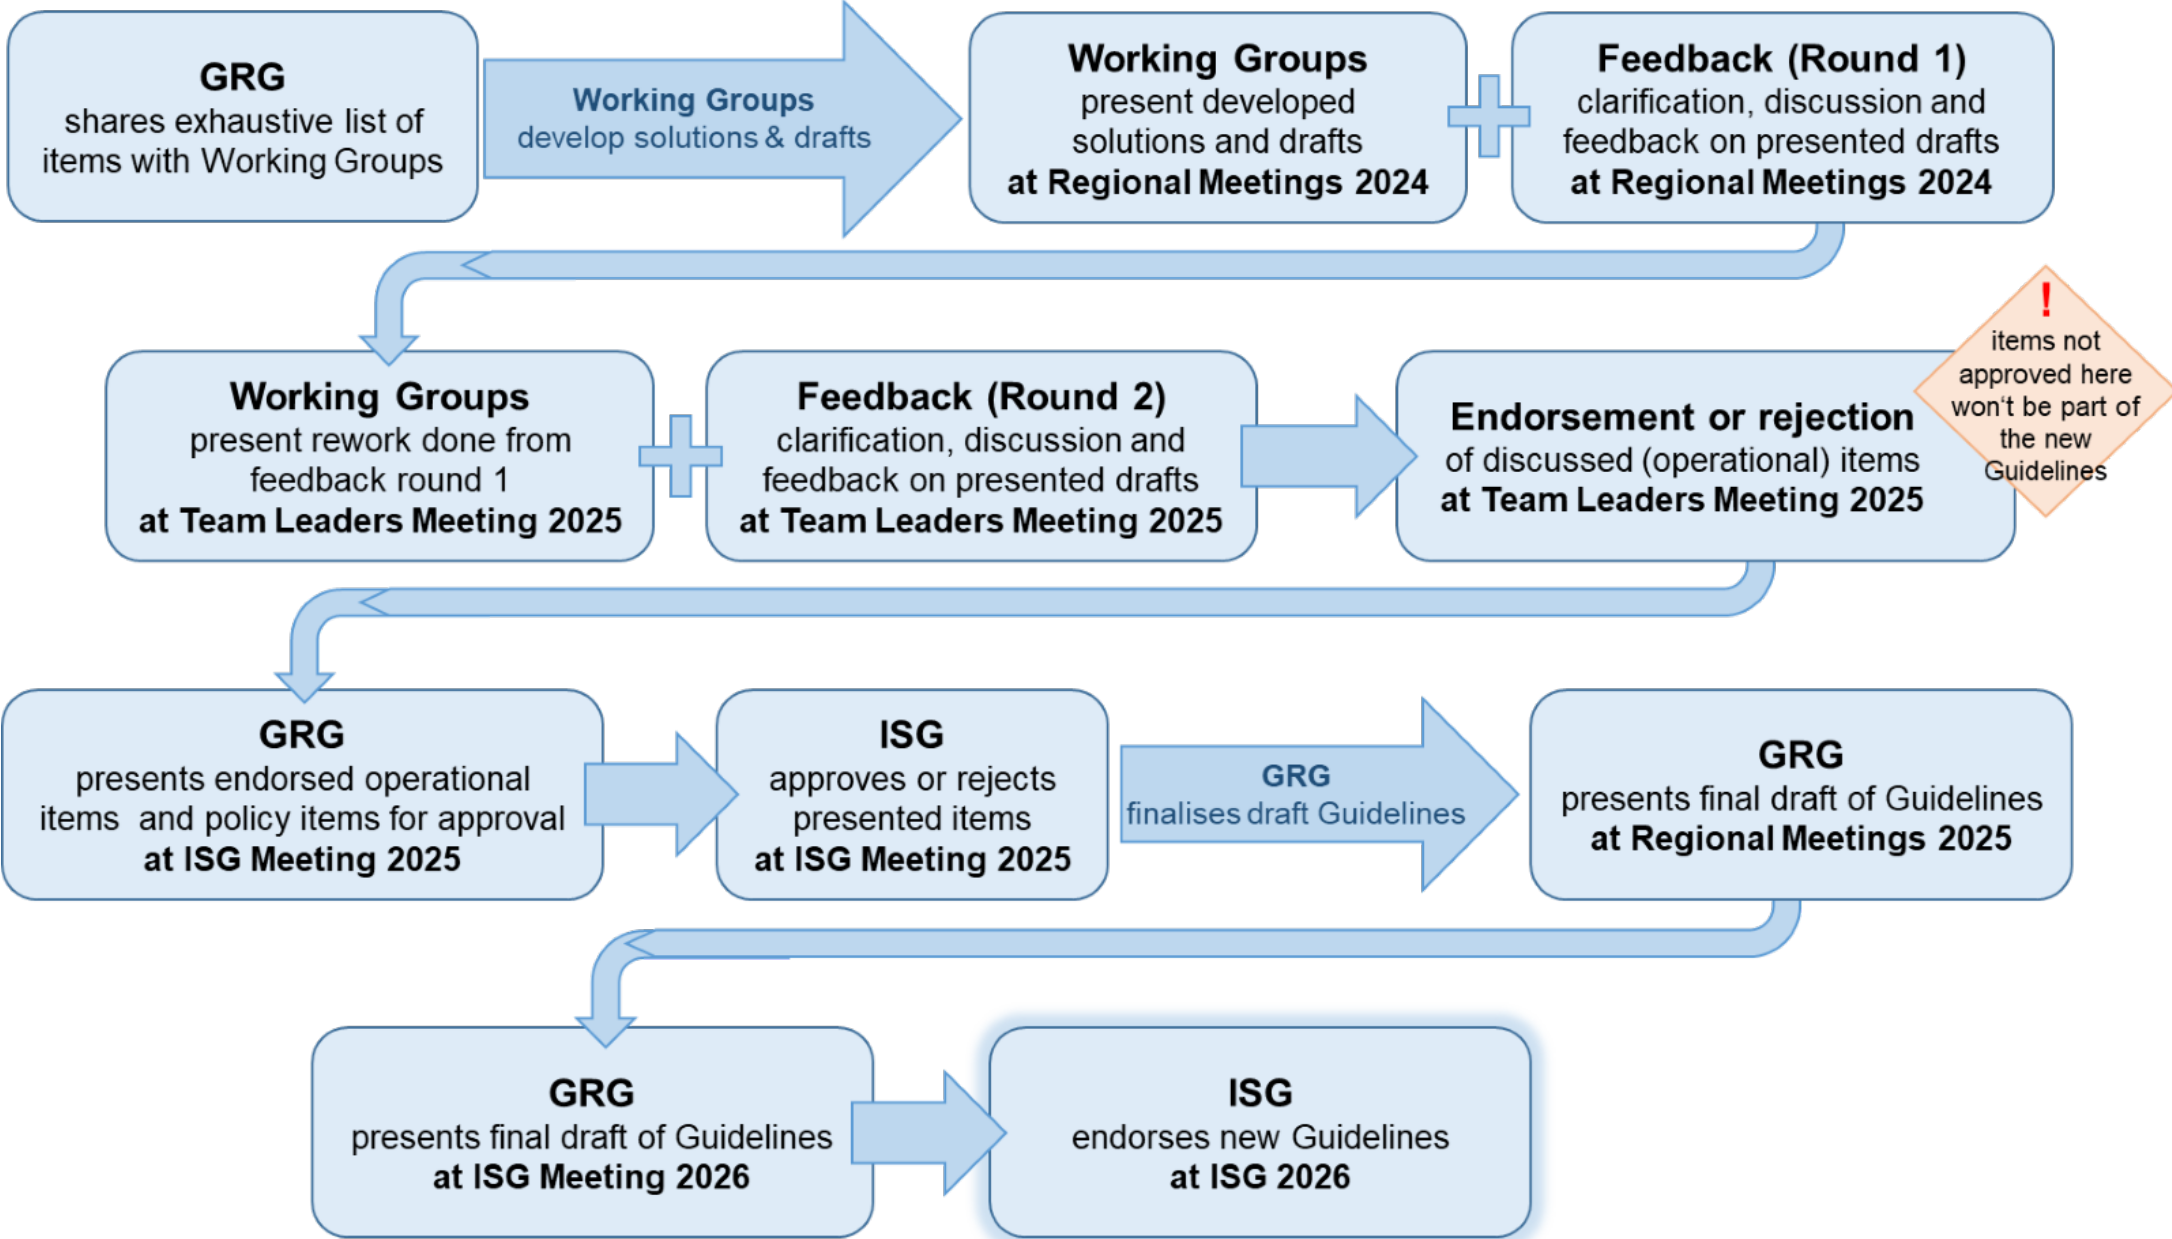 GRG
shares exhaustive list of
items with Working Groups
Working Groups
develop solutions & drafts
Working Groups
present developed
solutions and drafts
at Regional Meetings 2024
Feedback (Round 1)
clarification, discussion and
feedback on presented drafts
at Regional Meetings 2024
Working Groups
present rework done from
feedback round 1
at Team Leaders Meeting 2025
Feedback (Round 2)
clarification, discussion and
feedback on presented drafts
at Team Leaders Meeting 2025
Endorsement or rejection
of discussed (operational) items
at Team Leaders Meeting 2025
!
items not
approved here
won‘t be part of
the new
Guidelines
GRG
presents endorsed operational
items  and policy items for approval
at ISG Meeting 2025
ISG
approves or rejects
presented items
at ISG Meeting 2025
GRG
finalises draft Guidelines
GRG
presents final draft of Guidelines
at Regional Meetings 2025
GRG
presents final draft of Guidelines
at ISG Meeting 2026
ISG
endorses new Guidelines
at ISG 2026